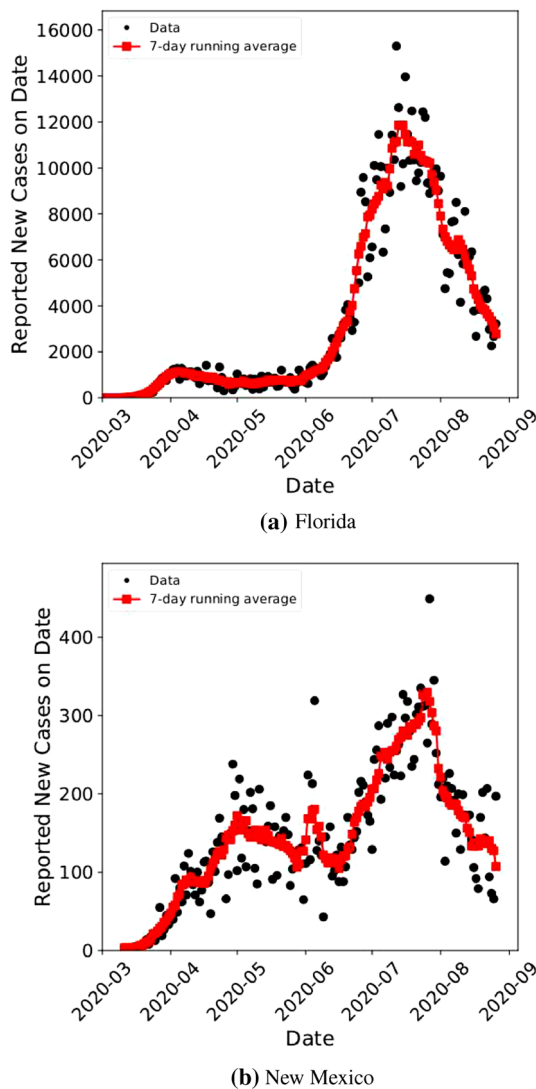 Data
7-day running average
16000
14000
12000
10000
8000
6000
4000
2000
0
Reported New Cases on Date
2020-03
2020-04
2020-05
2020-06
2020-07
2020-08
2020-09
Date
(a) Florida
Data
7-day running average
400
300
200
100
0
Reported New Cases on Date
2020-03
2020-04
2020-05
2020-06
2020-07
2020-08
2020-09
Date
(b) New Mexico